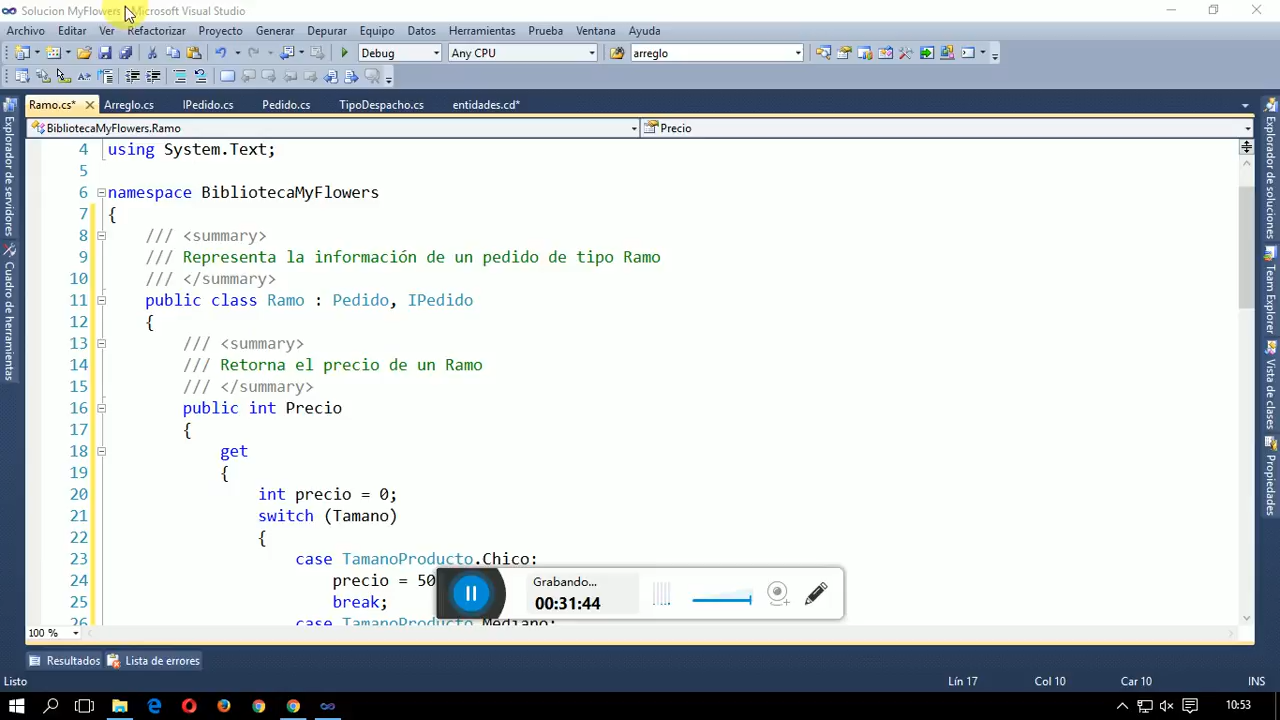 Solucion MyFlowers - Microsoft Visual Studio
Archivo Editar Ver Refactorizar Proyecto Generar Depurar Equipo Datos Herramientas Arquitectura Prueba Ventana Ayuda
Debug Any CPU arreglo
Ramo.cs* Arreglo.cs IPedido.cs Pedido.cs TipoDespacho.cs entidades.cd*
BibliotecaMyFlowers.Ramo Precio
4 using System.Text;
5
6 namespace BibliotecaMyFlowers
7 {
8 /// <summary>
9 /// Representa la información de un pedido de tipo Ramo
10 /// </summary>
11 public class Ramo : Pedido, IPedido
12 {
13 /// <summary>
14 /// Retorna el precio de un Ramo
15 /// </summary>
16 public int Precio
17 {
18 get
19 {
20 int precio = 0;
21 switch (Tamano)
22 {
23 case TamanoProducto.Chico:
24 precio = 50
25 break;
26 case TamanoProducto.Mediano:
Grabando...
00:31:44
100 %
Resultados Lista de errores
Listo Lín 17 Col 10 Car 10 INS
10:53
Explorador de servidores
Cuadro de herramientas
Explorador de soluciones
Team Explorer
Vista de clases
Propiedades